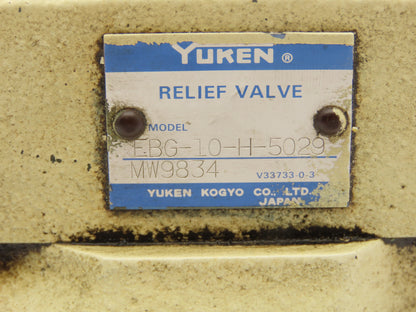 YUKEN ®
RELIEF VALVE
MODEL
EBG-10-H-5029
MW9834
V33733-0-3
YUKEN KOGYO CO., LTD.
JAPAN